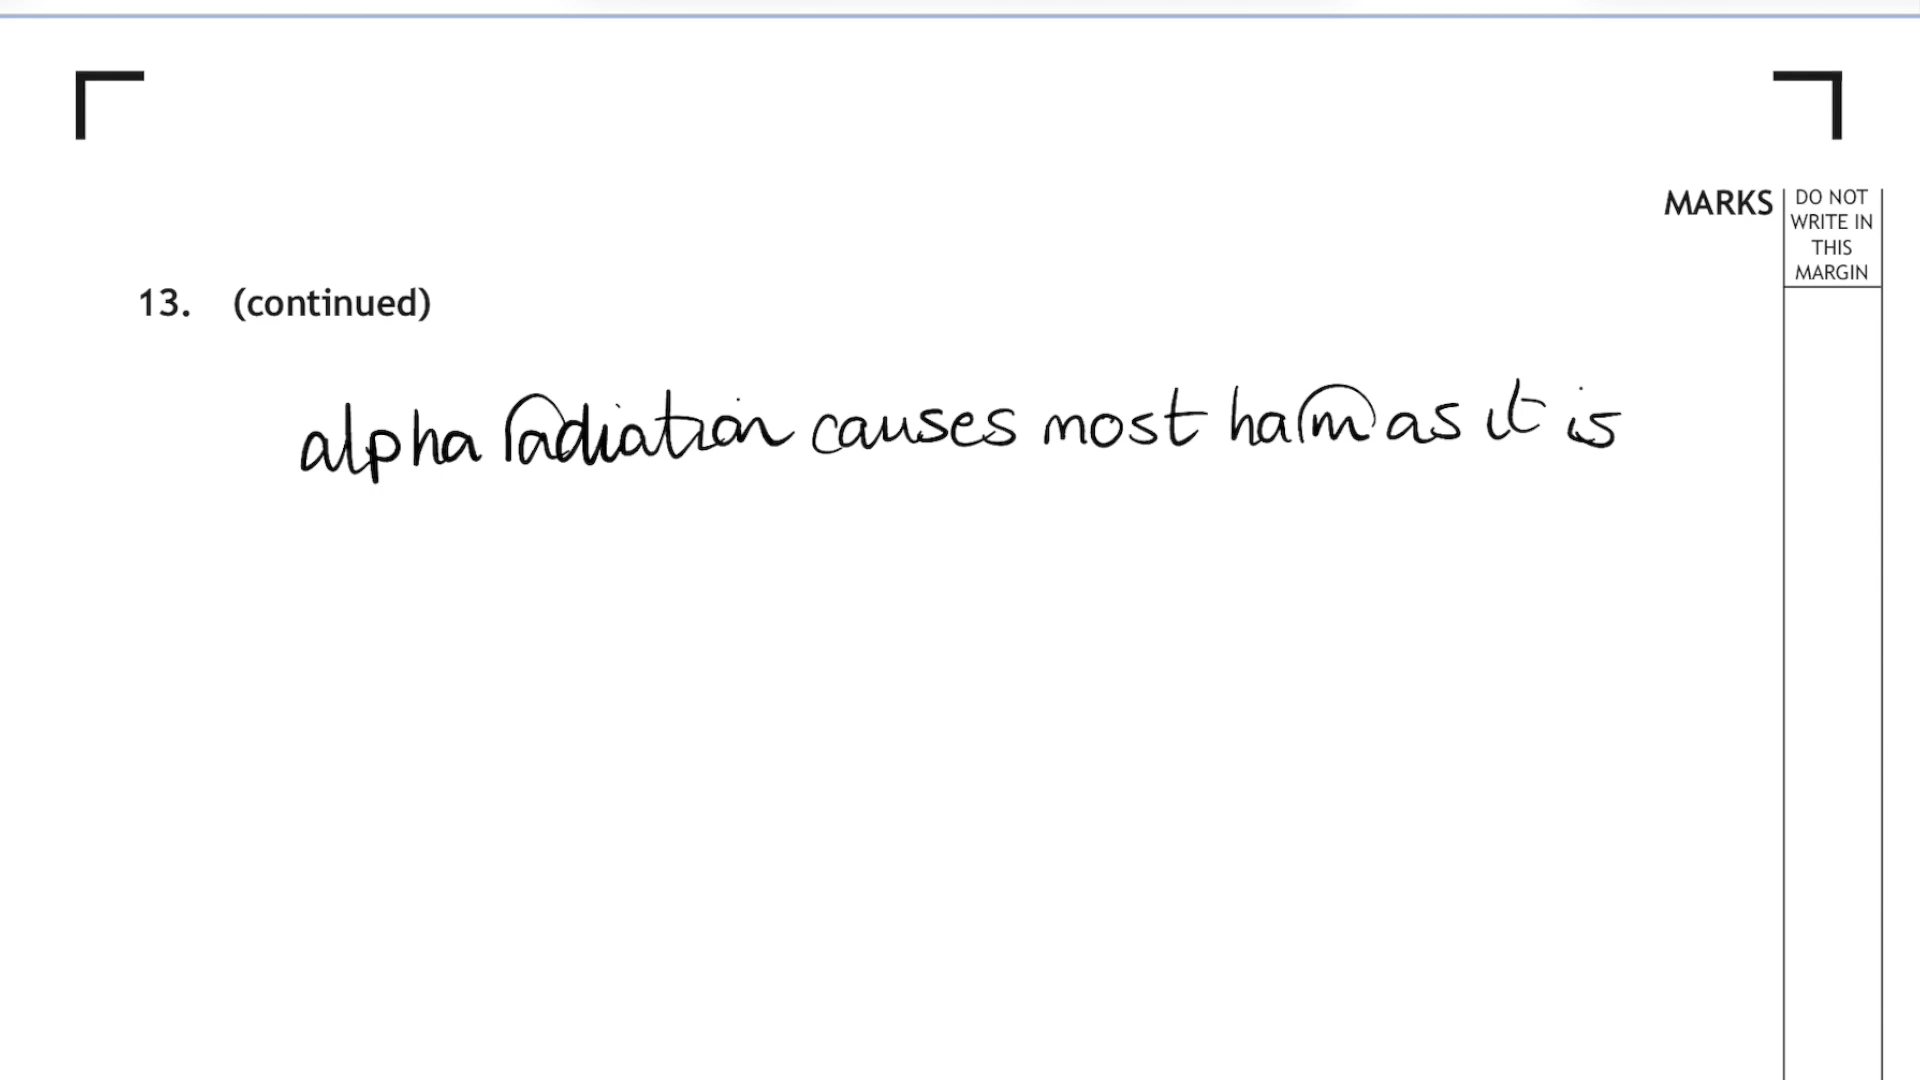 MARKS
DO NOT
WRITE IN
THIS
MARGIN
13. (continued)
alpha radiation causes most harm as it is